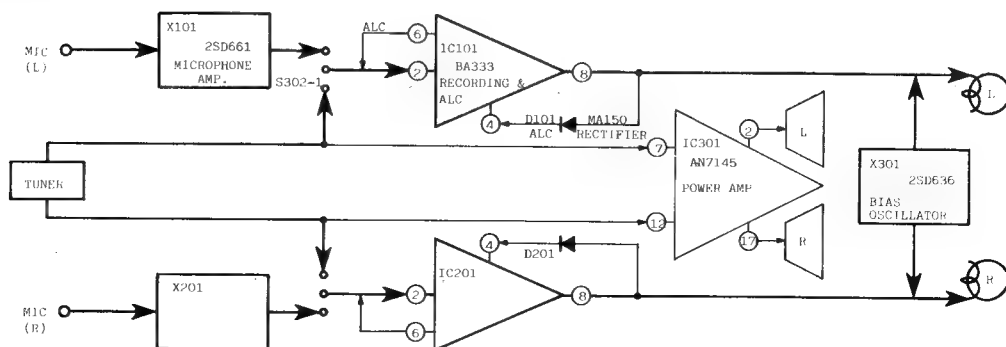 MIC
(L)
X101
2SD661
MICROPHONE
AMP.
S302-1
ALC
6
2
IC101
BA333
RECORDING &
ALC
4
8
D101
ALC
MA150
RECTIFIER
L
TUNER
7
12
IC301
AN7145
POWER AMP
2
L
17
R
X301
2SD636
BIAS
OSCILLATOR
MIC
(R)
X201
2
6
IC201
4
D201
8
R